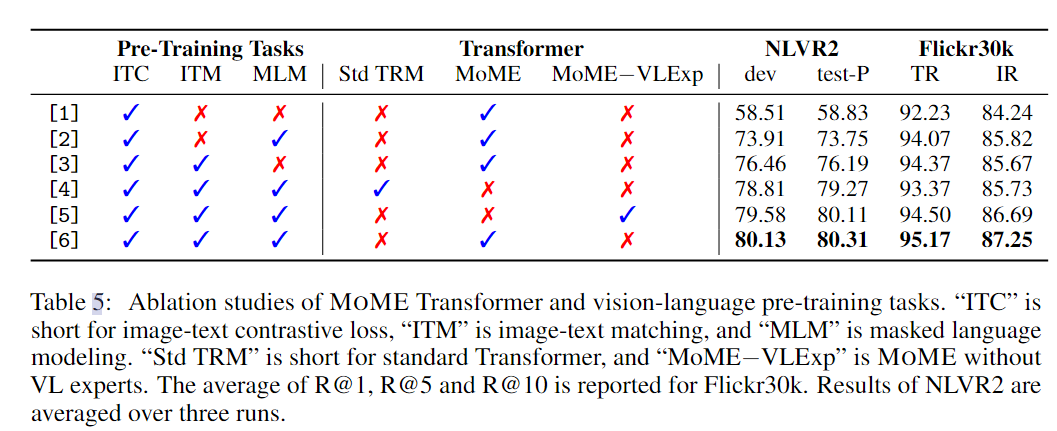 Pre-Training Tasks Transformer NLVR2 Flickr30k
ITC ITM MLM Std TRM MoME MoME−VLExp dev test-P TR IR
[1] ✓ ✗ ✗ ✗ ✓ ✗ 58.51 58.83 92.23 84.24
[2] ✓ ✗ ✓ ✗ ✓ ✗ 73.91 73.75 94.07 85.82
[3] ✓ ✓ ✗ ✗ ✓ ✗ 76.46 76.19 94.37 85.67
[4] ✓ ✓ ✓ ✓ ✗ ✗ 78.81 79.27 93.37 85.73
[5] ✓ ✓ ✓ ✗ ✗ ✓ 79.58 80.11 94.50 86.69
[6] ✓ ✓ ✓ ✗ ✓ ✗ 80.13 80.31 95.17 87.25
Table 5: Ablation studies of MOME Transformer and vision-language pre-training tasks. “ITC” is
short for image-text contrastive loss, “ITM” is image-text matching, and “MLM” is masked language
modeling. “Std TRM” is short for standard Transformer, and “MoME−VLExp” is MOME without
VL experts. The average of R@1, R@5 and R@10 is reported for Flickr30k. Results of NLVR2 are
averaged over three runs.